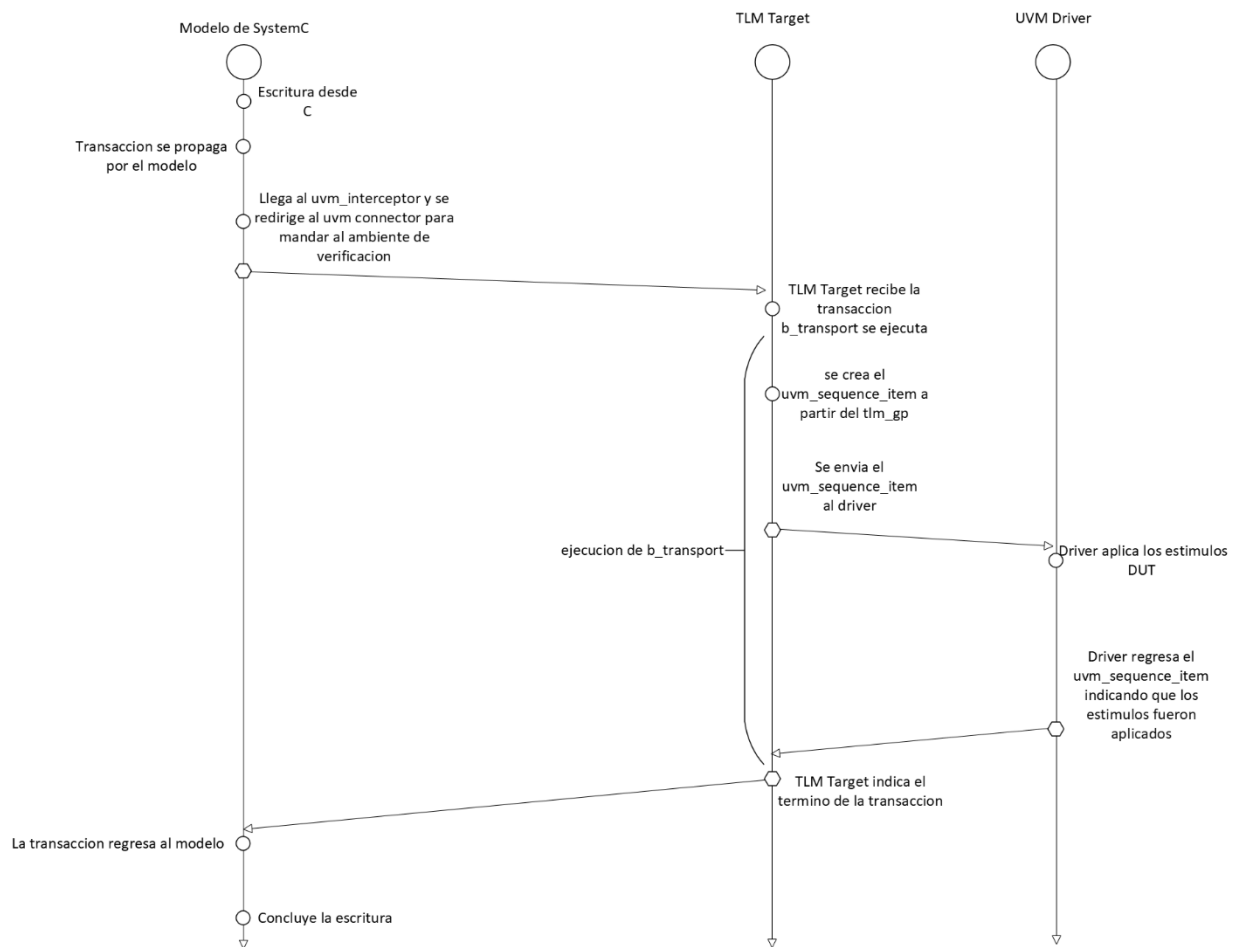 Modelo de SystemC
TLM Target
UVM Driver
Escritura desde
C
Transaccion se propaga
por el modelo
Llega al uvm_interceptor y se
redirige al uvm connector para
mandar al ambiente de
verificacion
TLM Target recibe la
transaccion
b_transport se ejecuta
se crea el
uvm_sequence_item a
partir del tlm_gp
Se envia el
uvm_sequence_item
al driver
ejecucion de b_transport
Driver aplica los estimulos
DUT
Driver regresa el
uvm_sequence_item
indicando que los
estimulos fueron
aplicados
TLM Target indica el
termino de la transaccion
La transaccion regresa al modelo
Concluye la escritura